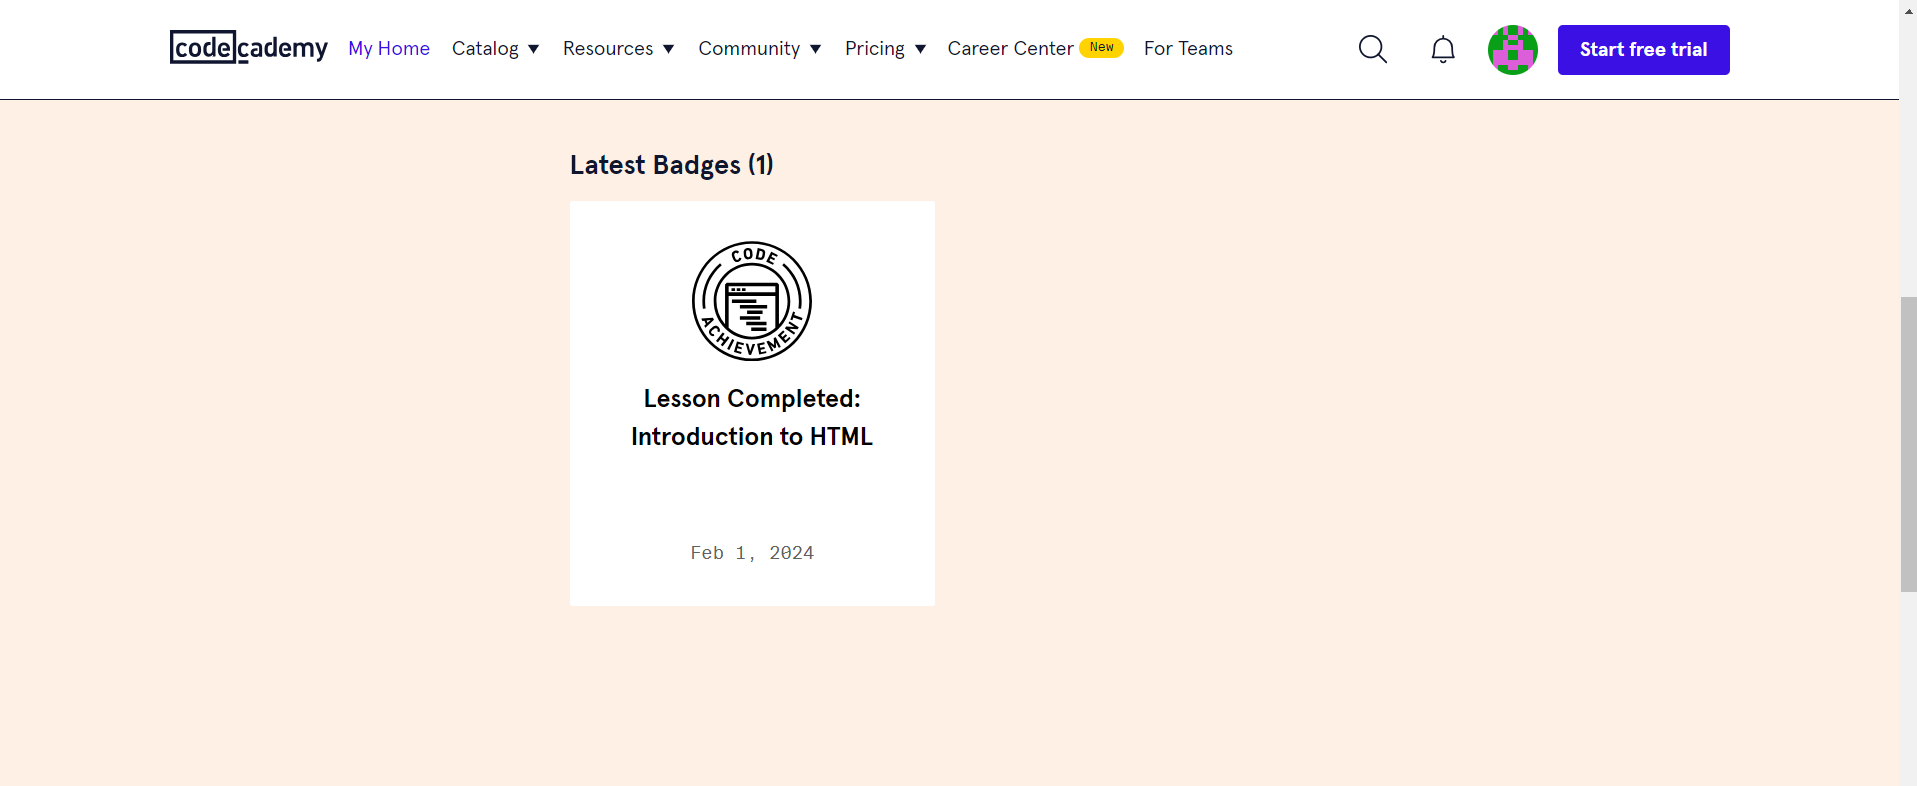 codecademy My Home Catalog Resources Community Pricing Career Center New For Teams Start free trial
Latest Badges (1)
CODE
ACHIEVEMENT
Lesson Completed:
Introduction to HTML
Feb 1, 2024